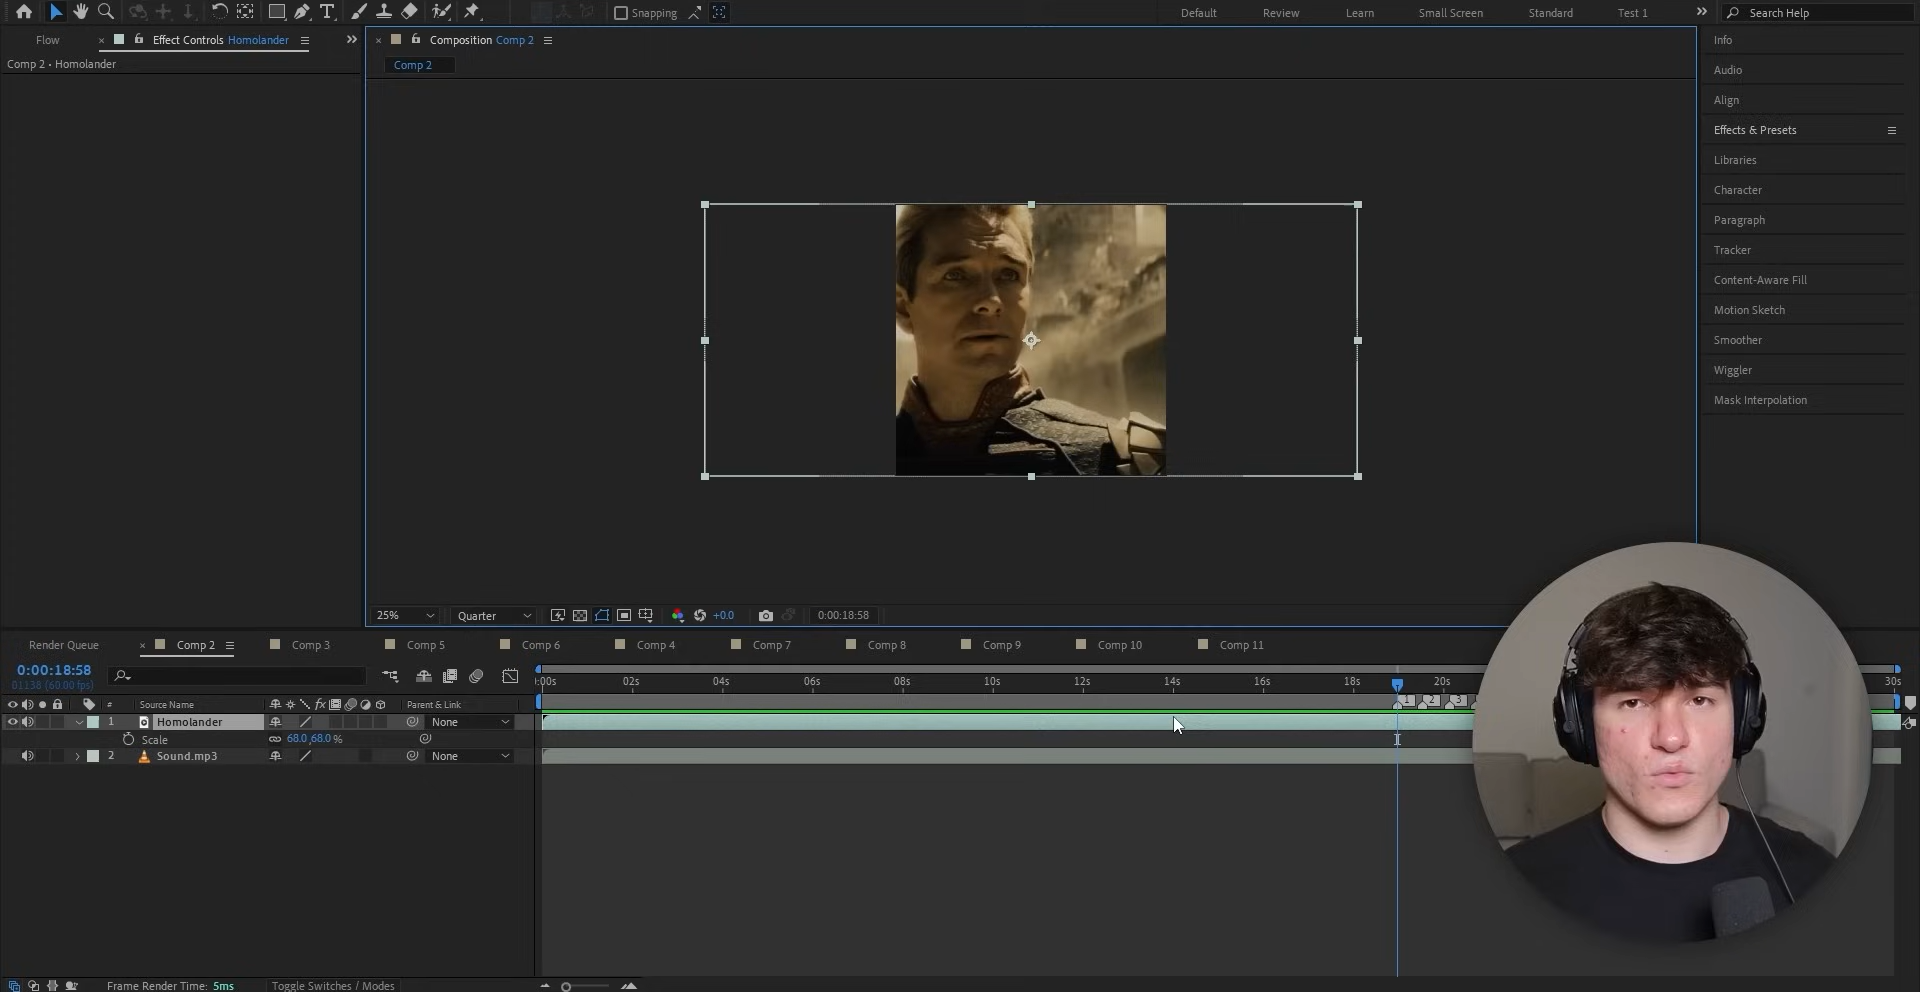 Snapping
Default
Review
Learn
Small Screen
Standard
Test 1
Search Help
Flow
Effect Controls Homolander
Composition Comp 2
Info
Comp 2 • Homolander
Comp 2
Audio
Align
Effects & Presets
Libraries
Character
Paragraph
Tracker
Content-Aware Fill
Motion Sketch
Smoother
Wiggler
Mask Interpolation
25%
Quarter
+0.0
0:00:18:58
Render Queue
Comp 2
Comp 3
Comp 5
Comp 6
Comp 4
Comp 7
Comp 8
Comp 9
Comp 10
Comp 11
0:00:18:58
01138 (60.00 fps)
:00s 02s 04s 06s 08s 10s 12s 14s 16s 18s 20s 30s
# Source Name fx Parent & Link
1 2 3
1 Homolander None
Scale 68.0,68.0%
2 Sound.mp3 None
Frame Render Time: 5ms
Toggle Switches / Modes